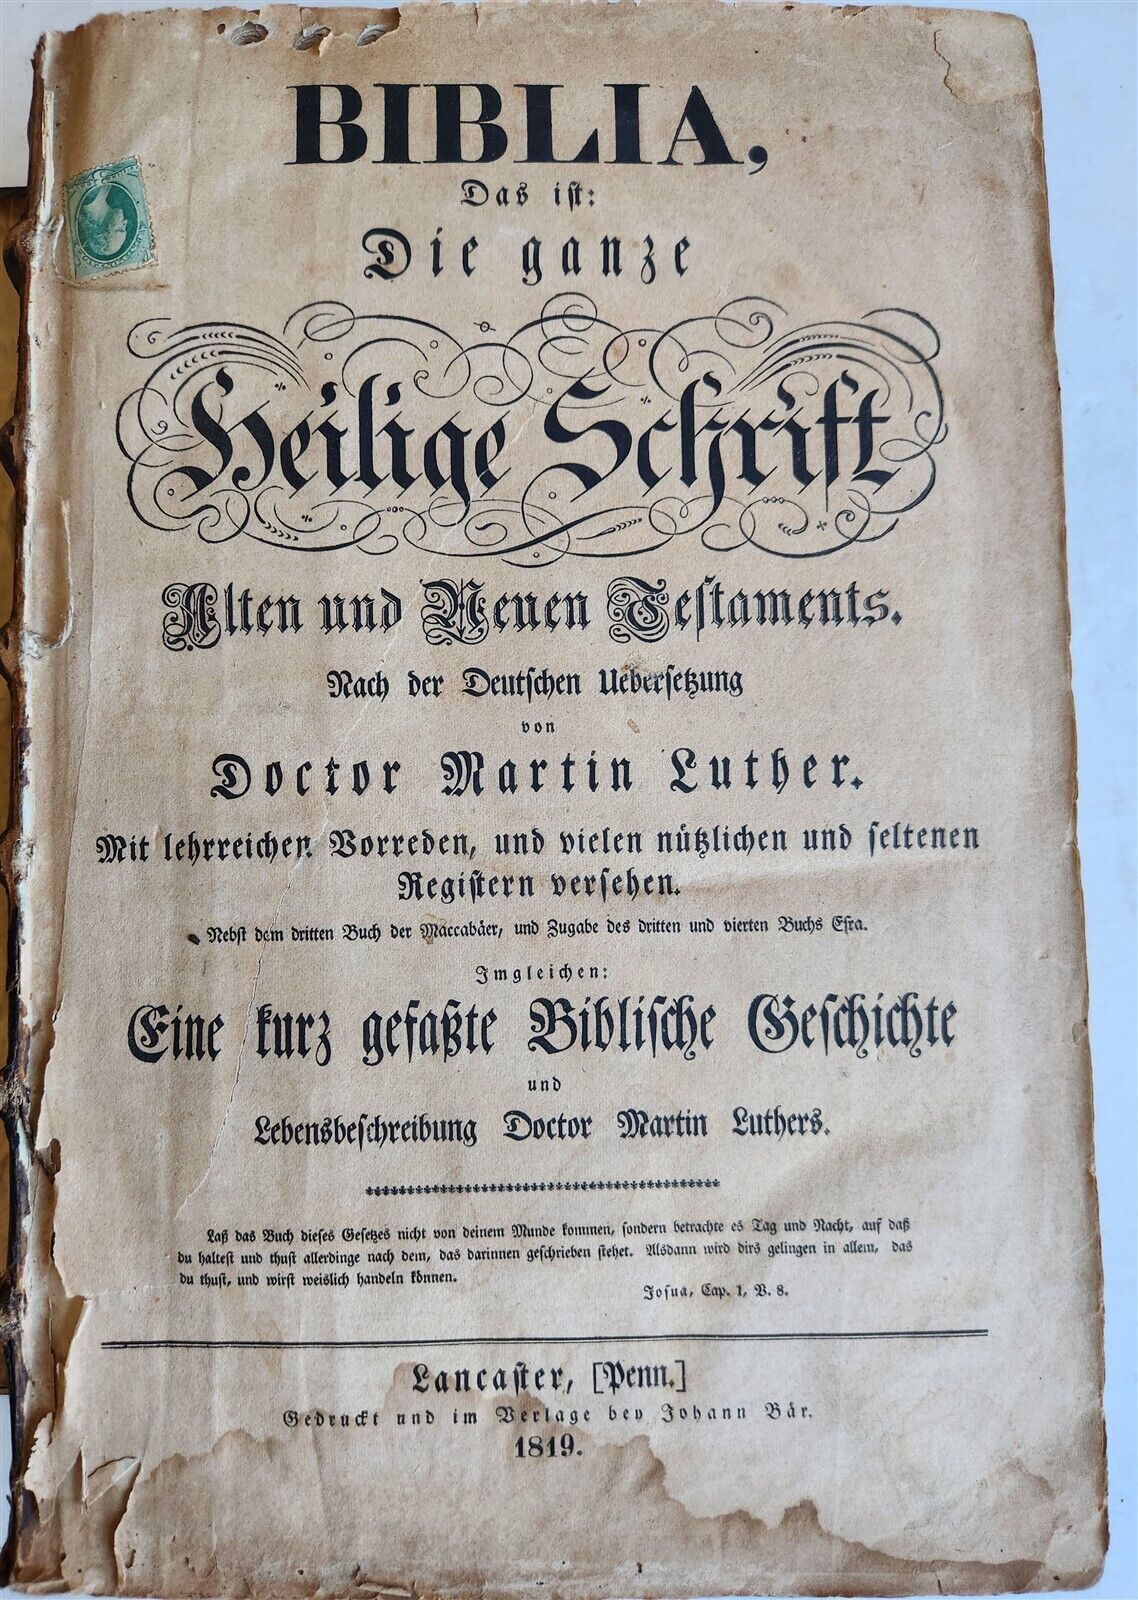 BIBLIA,
Das iſt:
Die ganze
Heilige Schrift
Alten und Neuen Teſtaments.
Nach der Deutſchen Ueberſetzung
von
Doctor Martin Luther.
Mit lehrreichen Vorreden, und vielen nützlichen und ſeltenen
Regiſtern verſehen.
Nebſt dem dritten Buch der Maccabäer, und Zugabe des dritten und vierten Buchs Eſra.
Imgleichen:
Eine kurz gefaßte Bibliſche Geſchichte
und
Lebensbeſchreibung Doctor Martin Luthers.
Laß das Buch dieſes Geſetzes nicht von deinem Munde kommen, ſondern betrachte es Tag und Nacht, auf daß
du halteſt und thuſt allerdinge nach dem, das darinnen geſchrieben ſtehet. Alsdann wird dirs gelingen in allem, das
du thuſt, und wirſt weislich handeln können.
Joſua, Cap. 1, V. 8.
Lancaſter, [Penn.]
Gedruckt und im Verlage bey Johann Bär.
1819.